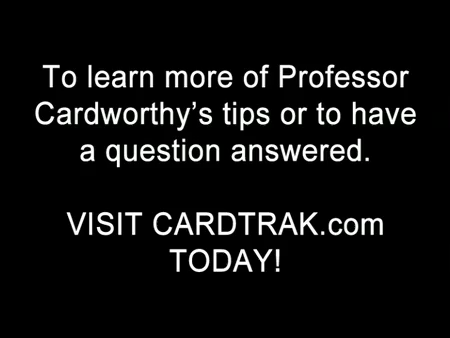 To learn more of Professor
Cardworthy's tips or to have
a question answered.
VISIT CARDTRAK.com
TODAY!